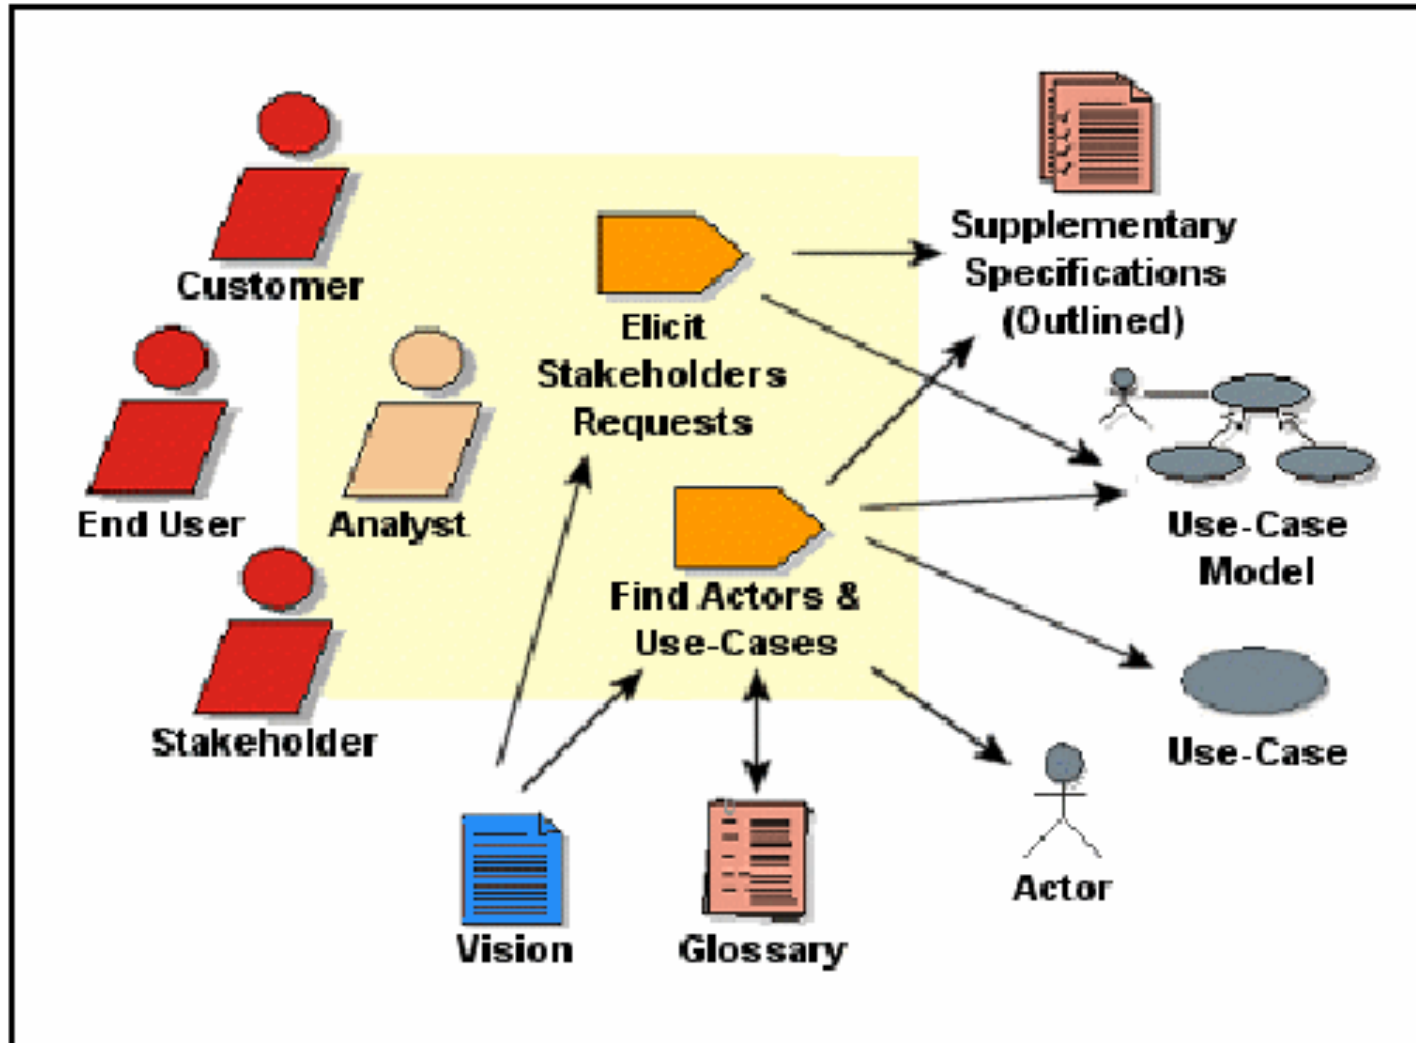 Customer
Elicit
Stakeholders
Requests
Supplementary
Specifications
(Outlined)
End User
Analyst
Use-Case
Model
Find Actors &
Use-Cases
Stakeholder
Use-Case
Actor
Vision
Glossary